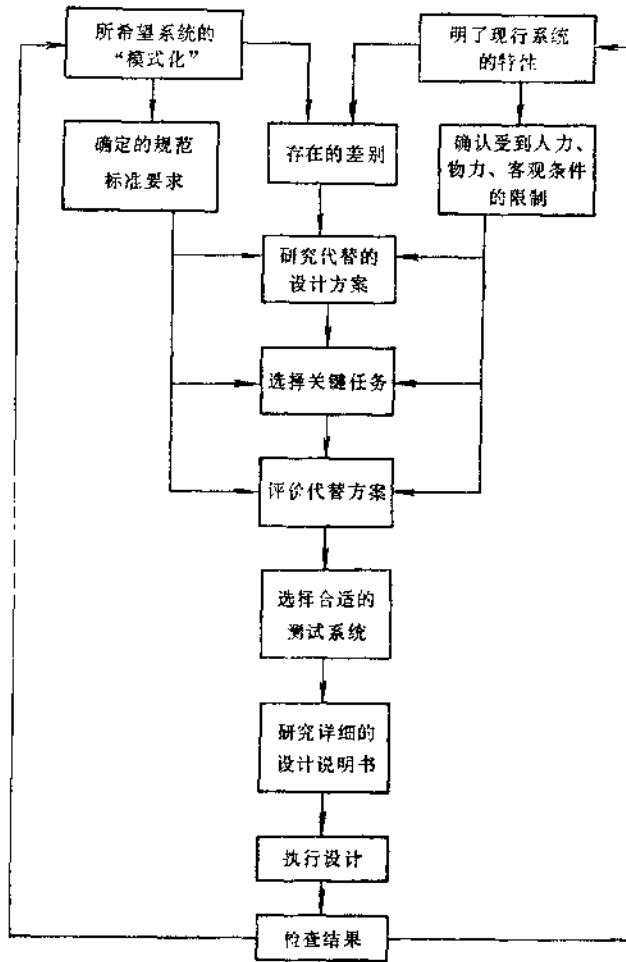 所希望系统的
“模式化”
明了现行系统
的特性
确定的规范
标准要求
存在的差别
确认受到人力、
物力、客观条件
的限制
研究代替的
设计方案
选择关键任务
评价代替方案
选择合适的
测试系统
研究详细的
设计说明书
执行设计
检查结果